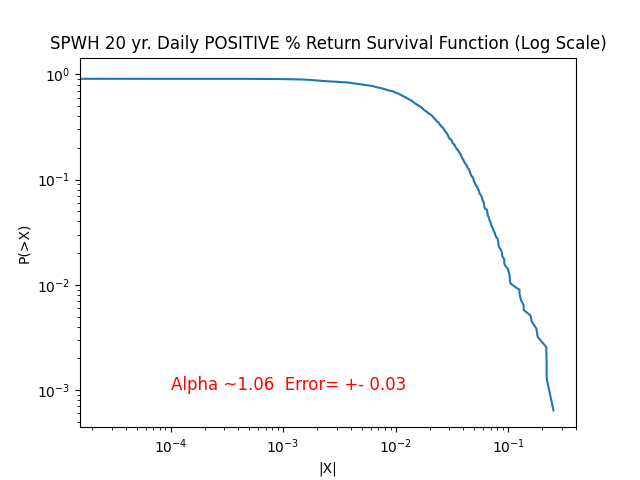 SPWH 20 yr. Daily POSITIVE % Return Survival Function (Log Scale)
10⁰
10⁻¹
10⁻²
10⁻³
P(>X)
Alpha ~1.06  Error= +- 0.03
10⁻⁴ 10⁻³ 10⁻² 10⁻¹
|X|